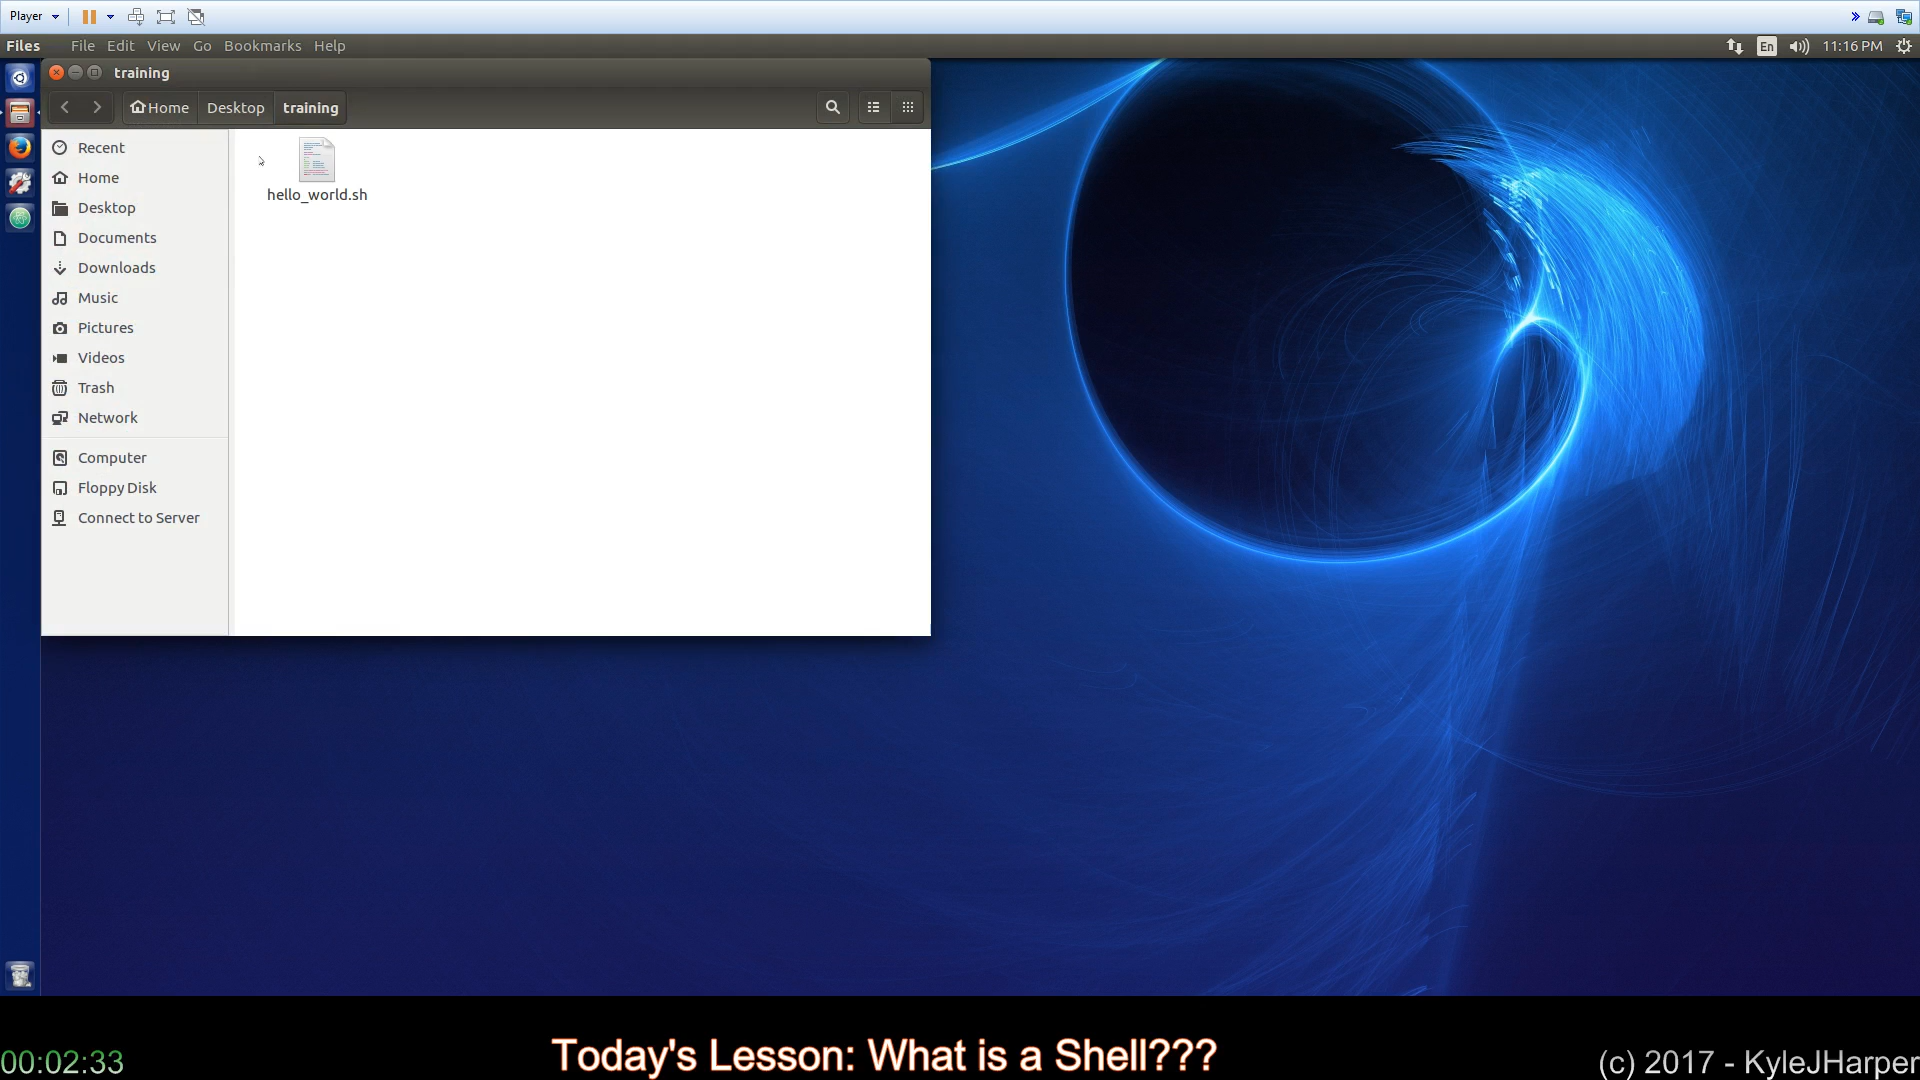 Player
Files File Edit View Go Bookmarks Help En 11:16 PM
training
Home Desktop training
Recent
Home
Desktop
Documents
Downloads
Music
Pictures
Videos
Trash
Network
Computer
Floppy Disk
Connect to Server
hello_world.sh
00:02:33
Today's Lesson: What is a Shell???
(c) 2017 - KyleJHarper